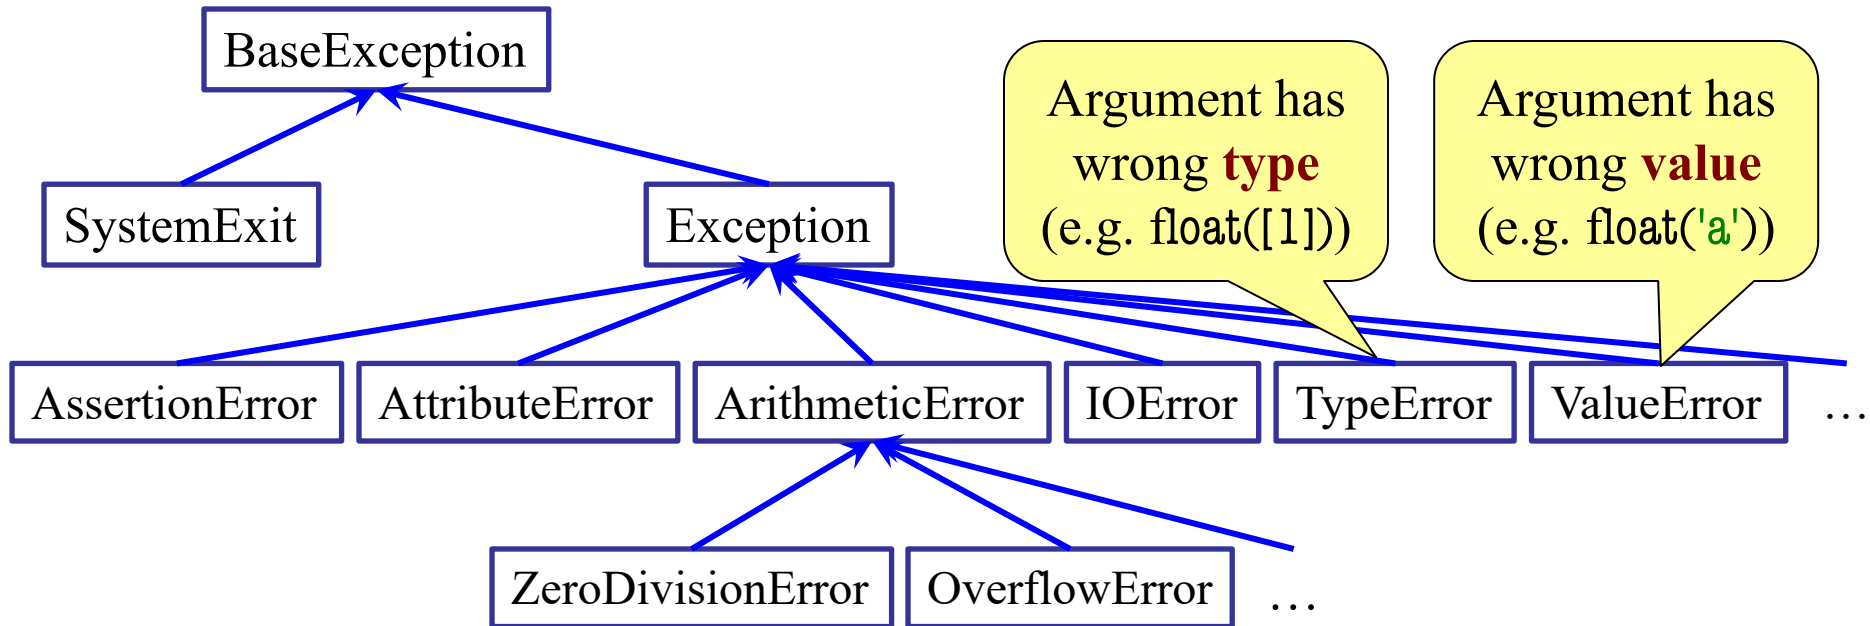 BaseException
Argument has
wrong type
(e.g. float([1]))
Argument has
wrong value
(e.g. float('a'))
SystemExit
Exception
AssertionError
AttributeError
ArithmeticError
IOError
TypeError
ValueError
…
ZeroDivisionError
OverflowError
…